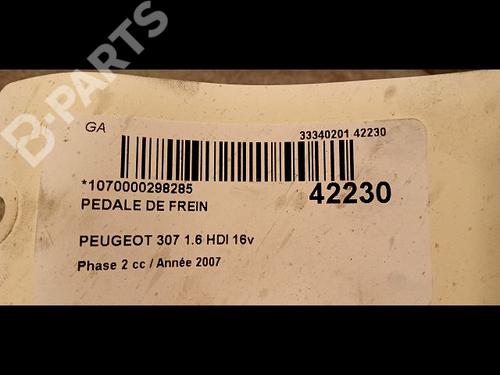 B-PARTS
GA
33340201 42230
*1070000298285
42230
PEDALE DE FREIN
PEUGEOT 307 1.6 HDI 16v
Phase 2 cc / Année 2007